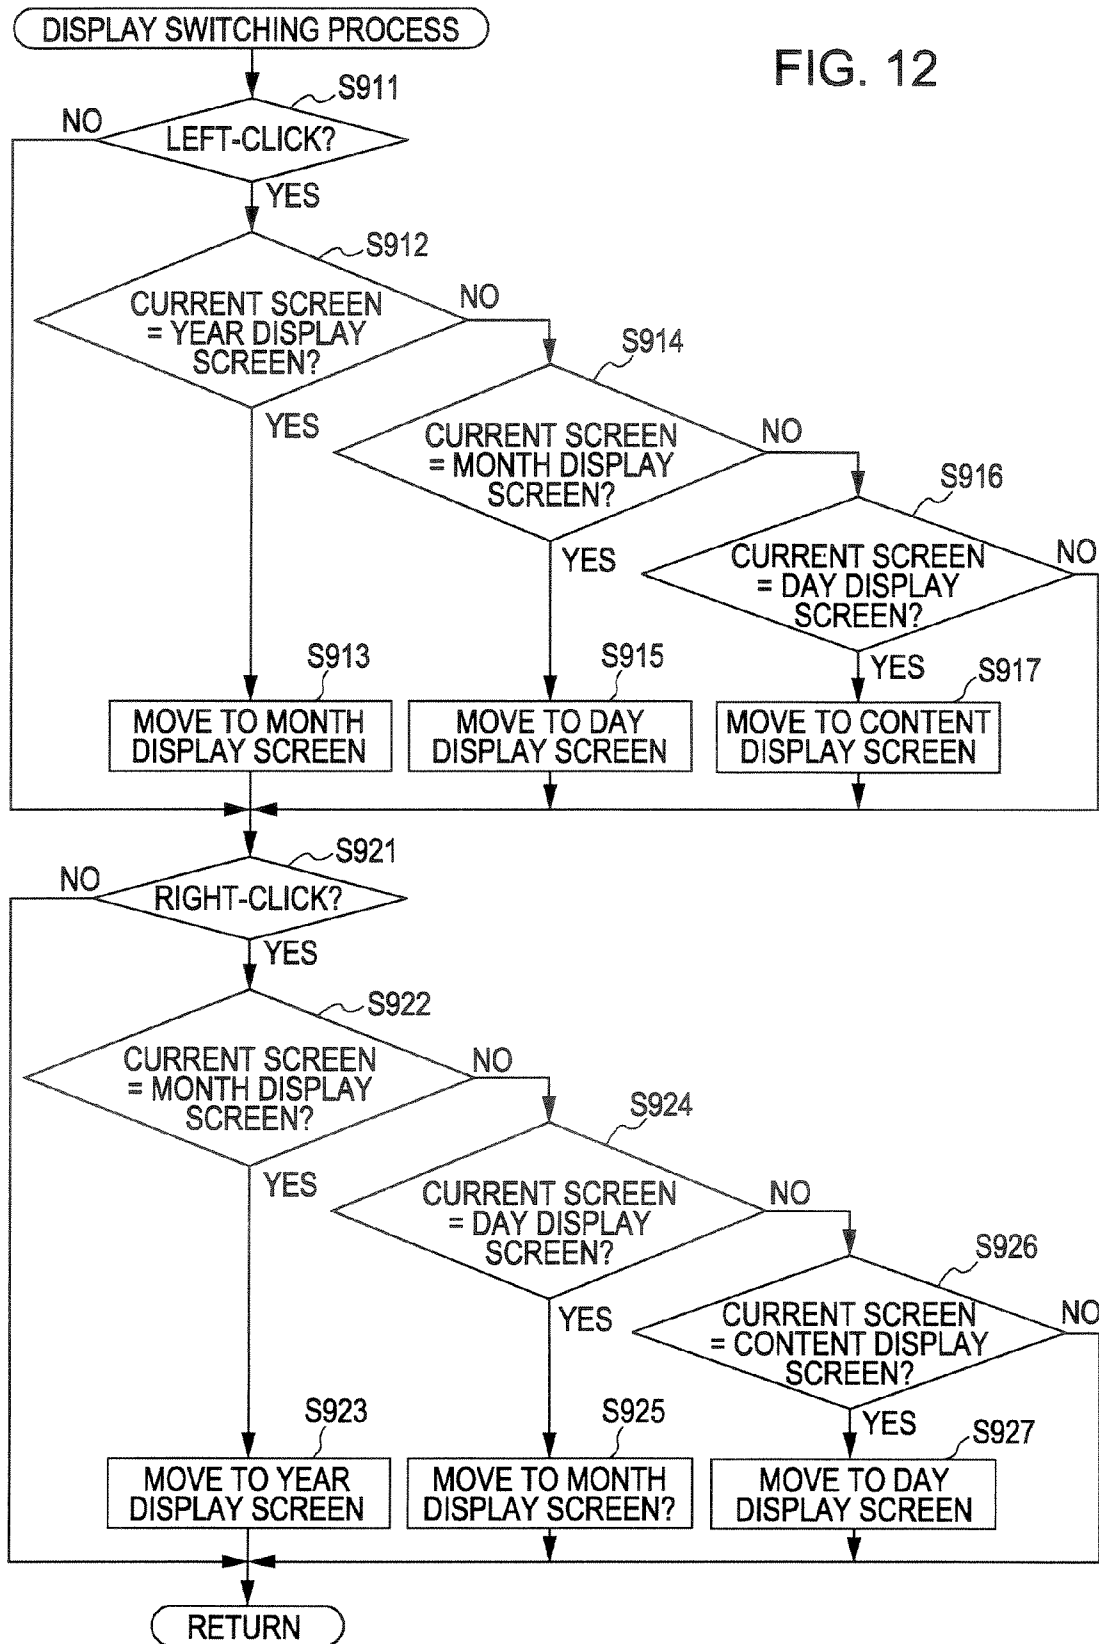 DISPLAY SWITCHING PROCESS
FIG. 12
S911
NO
LEFT-CLICK?
YES
S912
CURRENT SCREEN
= YEAR DISPLAY
SCREEN?
NO
YES
S914
CURRENT SCREEN
= MONTH DISPLAY
SCREEN?
NO
YES
S916
CURRENT SCREEN
= DAY DISPLAY
SCREEN?
NO
YES
S913
MOVE TO MONTH
DISPLAY SCREEN
S915
MOVE TO DAY
DISPLAY SCREEN
S917
MOVE TO CONTENT
DISPLAY SCREEN
S921
NO
RIGHT-CLICK?
YES
S922
CURRENT SCREEN
= MONTH DISPLAY
SCREEN?
NO
YES
S924
CURRENT SCREEN
= DAY DISPLAY
SCREEN?
NO
YES
S926
CURRENT SCREEN
= CONTENT DISPLAY
SCREEN?
NO
YES
S923
MOVE TO YEAR
DISPLAY SCREEN
S925
MOVE TO MONTH
DISPLAY SCREEN?
S927
MOVE TO DAY
DISPLAY SCREEN
RETURN